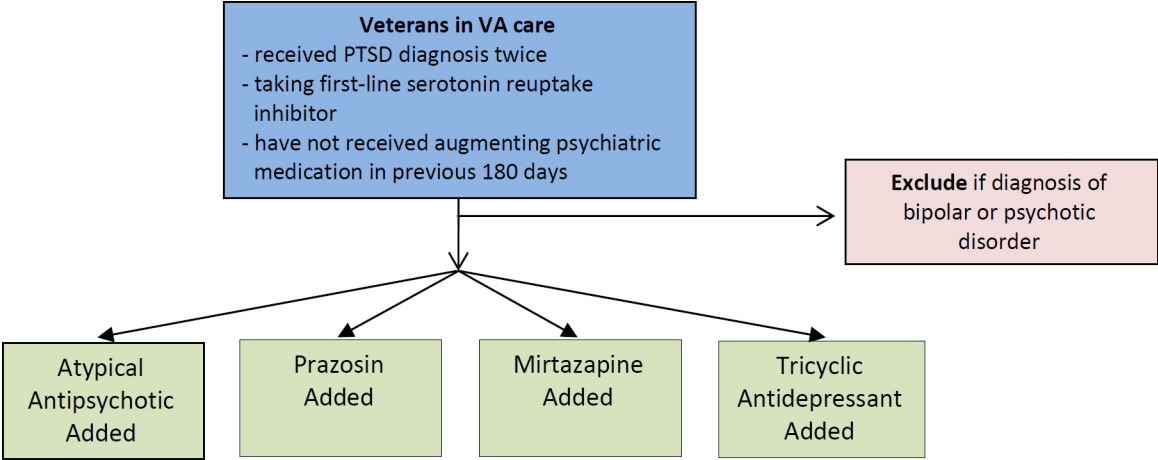 Veterans in VA care
- received PTSD diagnosis twice
- taking first-line serotonin reuptake
inhibitor
- have not received augmenting psychiatric
medication in previous 180 days
Exclude if diagnosis of
bipolar or psychotic
disorder
Atypical
Antipsychotic
Added
Prazosin
Added
Mirtazapine
Added
Tricyclic
Antidepressant
Added